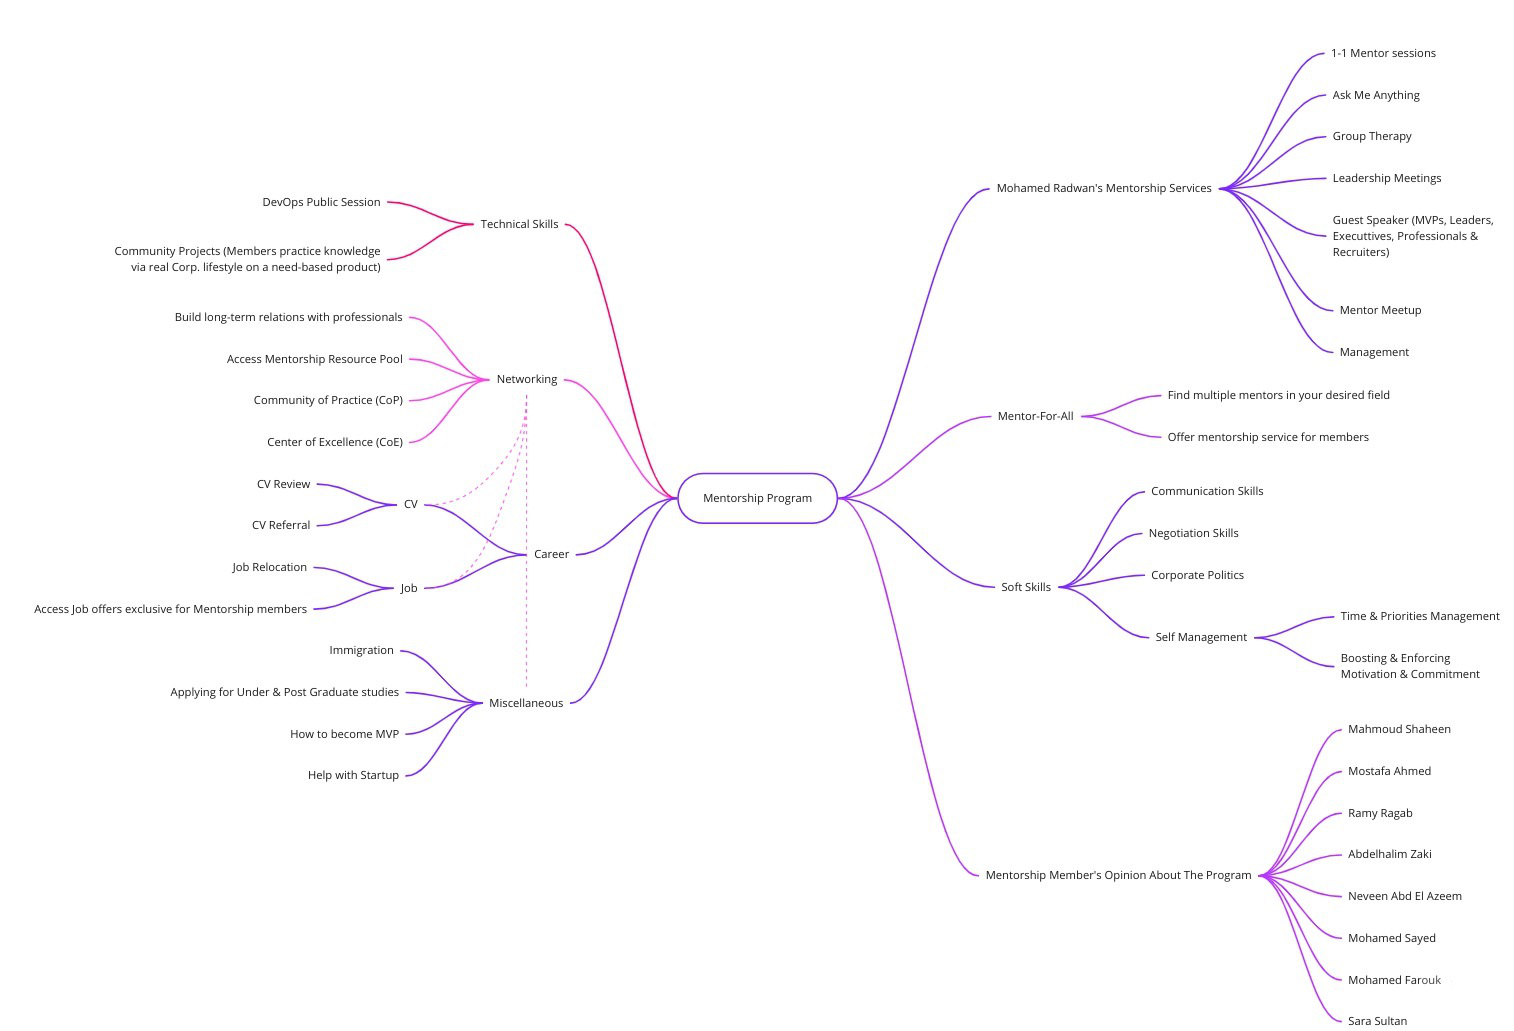 Mentorship Program
Technical Skills
DevOps Public Session
Community Projects (Members practice knowledge
via real Corp. lifestyle on a need-based product)
Networking
Build long-term relations with professionals
Access Mentorship Resource Pool
Community of Practice (CoP)
Center of Excellence (CoE)
Career
CV
CV Review
CV Referral
Job
Job Relocation
Access Job offers exclusive for Mentorship members
Miscellaneous
Immigration
Applying for Under & Post Graduate studies
How to become MVP
Help with Startup
Mohamed Radwan's Mentorship Services
1-1 Mentor sessions
Ask Me Anything
Group Therapy
Leadership Meetings
Guest Speaker (MVPs, Leaders,
Executtives, Professionals &
Recruiters)
Mentor Meetup
Management
Mentor-For-All
Find multiple mentors in your desired field
Offer mentorship service for members
Soft Skills
Communication Skills
Negotiation Skills
Corporate Politics
Self Management
Time & Priorities Management
Boosting & Enforcing
Motivation & Commitment
Mentorship Member's Opinion About The Program
Mahmoud Shaheen
Mostafa Ahmed
Ramy Ragab
Abdelhalim Zaki
Neveen Abd El Azeem
Mohamed Sayed
Mohamed Farouk
Sara Sultan